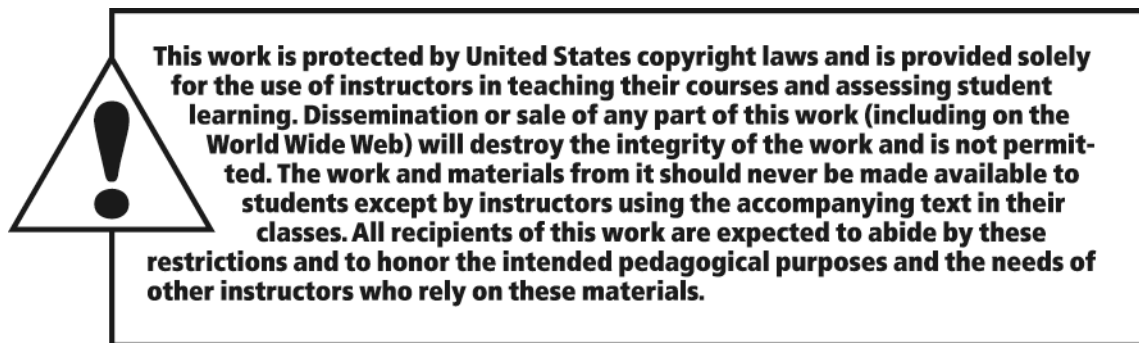 This work is protected by United States copyright laws and is provided solely
for the use of instructors in teaching their courses and assessing student
learning. Dissemination or sale of any part of this work (including on the
World Wide Web) will destroy the integrity of the work and is not permit-
ted. The work and materials from it should never be made available to
students except by instructors using the accompanying text in their
classes. All recipients of this work are expected to abide by these
restrictions and to honor the intended pedagogical purposes and the needs of
other instructors who rely on these materials.